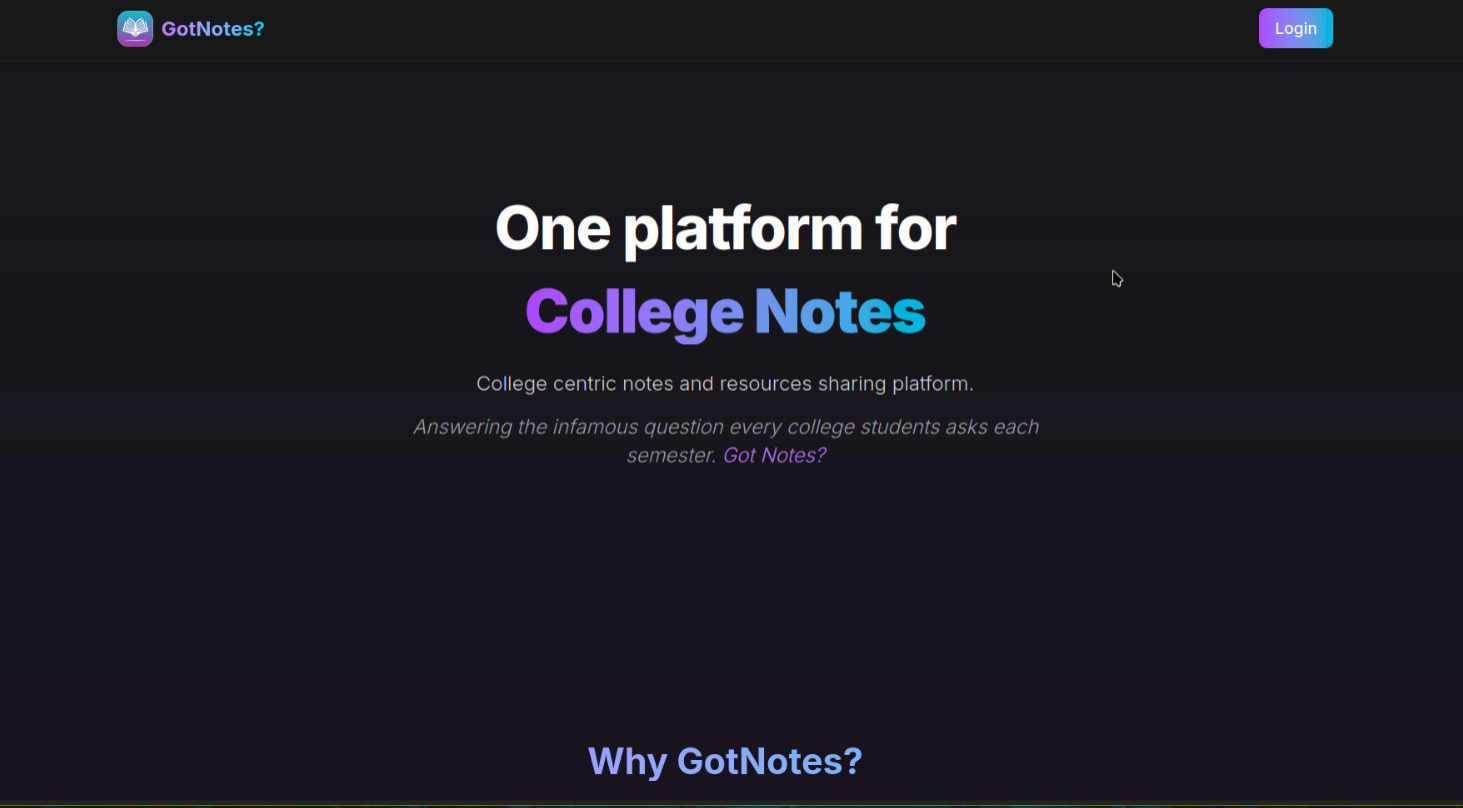 GotNotes?
Login
One platform for
College Notes
College centric notes and resources sharing platform.
Answering the infamous question every college students asks each
semester. Got Notes?
Why GotNotes?